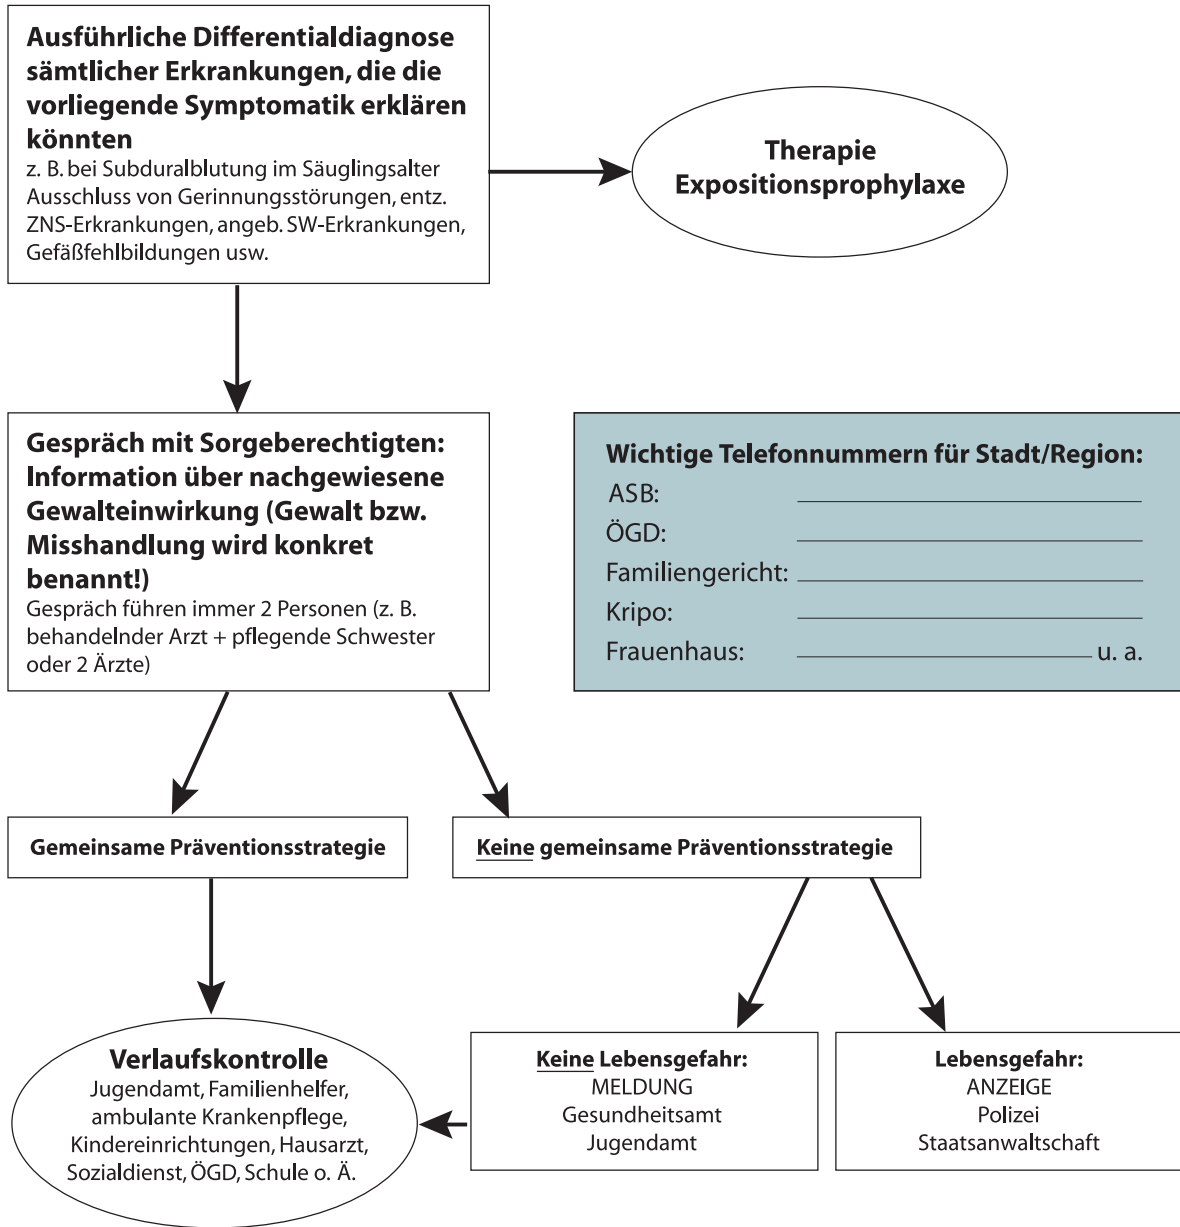 Ausführliche Differentialdiagnose
sämtlicher Erkrankungen, die die
vorliegende Symptomatik erklären
könnten
z. B. bei Subduralblutung im Säuglingsalter
Ausschluss von Gerinnungsstörungen, entz.
ZNS-Erkrankungen, angeb. SW-Erkrankungen,
Gefäßfehlbildungen usw.
Therapie
Expositionsprophylaxe
Gespräch mit Sorgeberechtigten:
Information über nachgewiesene
Gewalteinwirkung (Gewalt bzw.
Misshandlung wird konkret
benannt!)
Gespräch führen immer 2 Personen (z. B.
behandelnder Arzt + pflegende Schwester
oder 2 Ärzte)
Wichtige Telefonnummern für Stadt/Region:
ASB:
ÖGD:
Familiengericht:
Kripo:
Frauenhaus: u. a.
Gemeinsame Präventionsstrategie
Keine gemeinsame Präventionsstrategie
Verlaufskontrolle
Jugendamt, Familienhelfer,
ambulante Krankenpflege,
Kindereinrichtungen, Hausarzt,
Sozialdienst, ÖGD, Schule o. Ä.
Keine Lebensgefahr:
MELDUNG
Gesundheitsamt
Jugendamt
Lebensgefahr:
ANZEIGE
Polizei
Staatsanwaltschaft